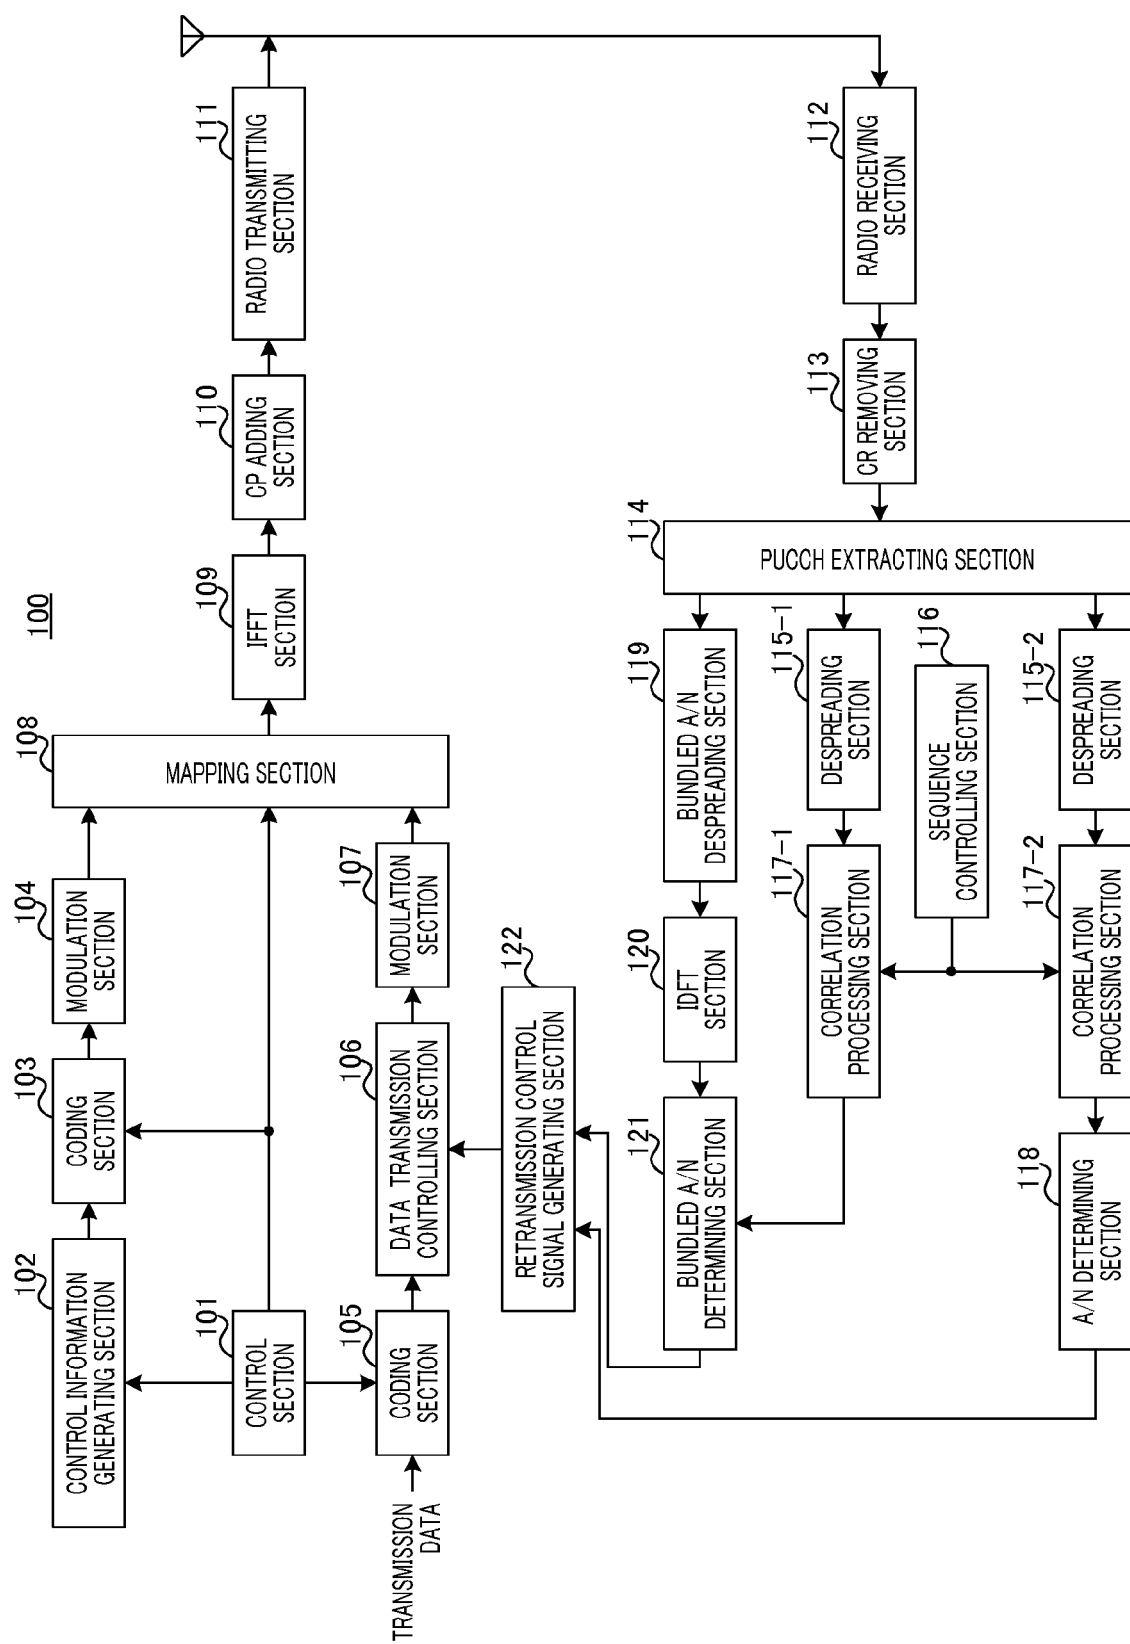 100
102
CONTROL INFORMATION
GENERATING SECTION
103
CODING
SECTION
104
MODULATION
SECTION
101
CONTROL
SECTION
108
MAPPING SECTION
109
IFFT
SECTION
110
CP ADDING
SECTION
111
RADIO TRANSMITTING
SECTION
TRANSMISSION
DATA
105
CODING
SECTION
106
DATA TRANSMISSION
CONTROLLING SECTION
107
MODULATION
SECTION
122
RETRANSMISSION CONTROL
SIGNAL GENERATING SECTION
121
BUNDLED A/N
DETERMINING SECTION
120
IDFT
SECTION
119
BUNDLED A/N
DESPREADING SECTION
114
PUCCH EXTRACTING SECTION
113
CR REMOVING
SECTION
112
RADIO RECEIVING
SECTION
117-1
CORRELATION
PROCESSING SECTION
115-1
DESPREADING
SECTION
116
SEQUENCE
CONTROLLING SECTION
118
A/N DETERMINING
SECTION
117-2
CORRELATION
PROCESSING SECTION
115-2
DESPREADING
SECTION